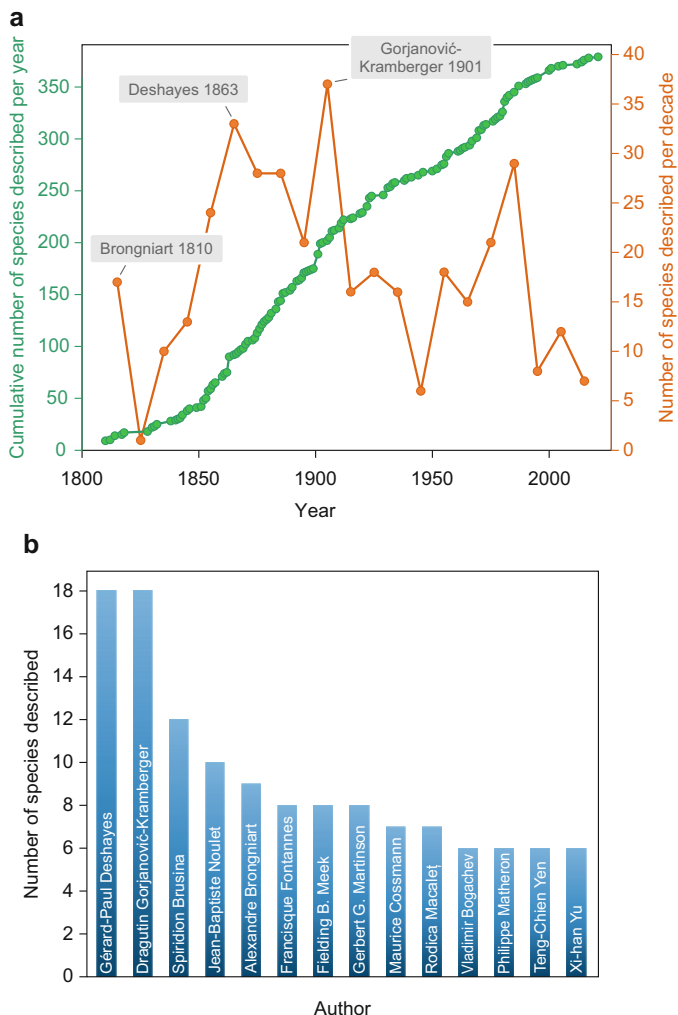 a
Cumulative number of species described per year
350
300
250
200
150
100
50
0
Brongniart 1810
Deshayes 1863
Gorjanović-
Kramberger 1901
40
35
30
25
20
15
10
5
0
Number of species described per decade
1800
1850
1900
1950
2000
Year
b
Number of species described
18
16
14
12
10
8
6
4
2
0
Gérard-Paul Deshayes
Dragutin Gorjanović-Kramberger
Spiridion Brusina
Jean-Baptiste Noulet
Alexandre Brongniart
Francisque Fontannes
Fielding B. Meek
Gerbert G. Martinson
Maurice Cossmann
Rodica Macaleț
Vladimir Bogachev
Philippe Matheron
Teng-Chien Yen
Xi-han Yu
Author